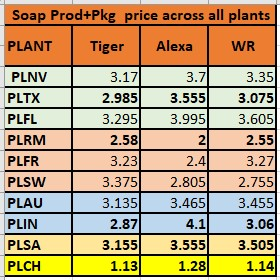 Soap Prod+Pkg price across all plants
PLANT Tiger Alexa WR
PLNV 3.17 3.7 3.35
PLTX 2.985 3.555 3.075
PLFL 3.295 3.995 3.605
PLRM 2.58 2 2.55
PLFR 3.23 2.4 3.27
PLSW 3.375 2.805 2.755
PLAU 3.135 3.465 3.455
PLIN 2.87 4.1 3.06
PLSA 3.155 3.555 3.505
PLCH 1.13 1.28 1.14